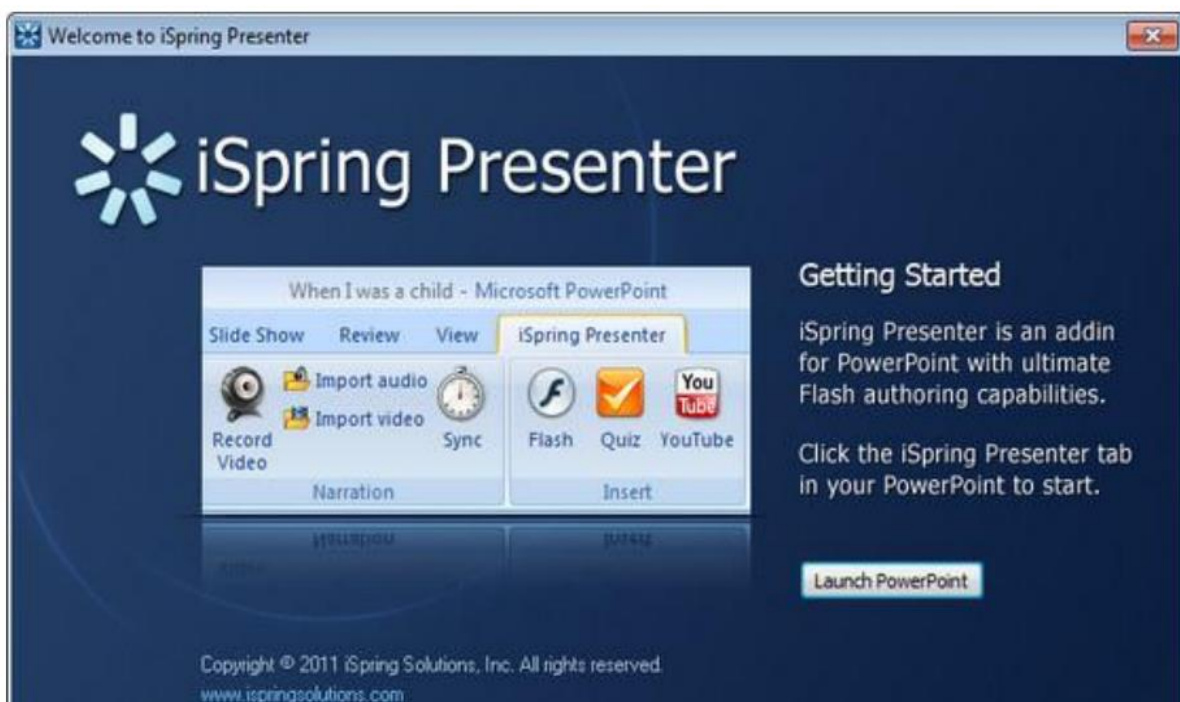 Welcome to iSpring Presenter
iSpring Presenter
When I was a child - Microsoft PowerPoint
Slide Show Review View iSpring Presenter
Import audio
Import video
Record Video
Sync
Flash Quiz
You Tube
YouTube
Narration Insert
Getting Started
iSpring Presenter is an addin
for PowerPoint with ultimate
Flash authoring capabilities.
Click the iSpring Presenter tab
in your PowerPoint to start.
Launch PowerPoint
Copyright © 2011 iSpring Solutions, Inc. All rights reserved.
www.ispringsolutions.com